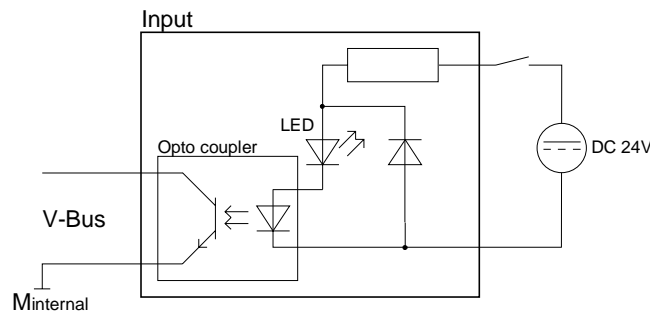 Input
LED
Opto coupler
DC 24V
V-Bus
Minternal